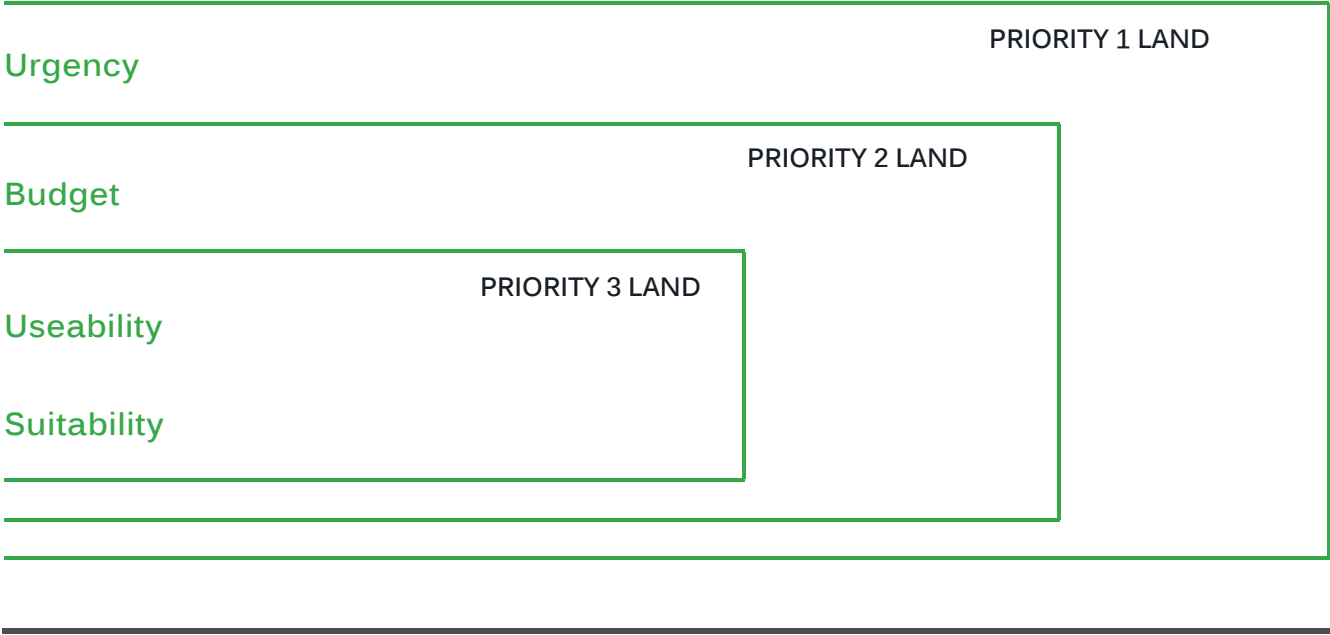 PRIORITY 1 LAND
Urgency
PRIORITY 2 LAND
Budget
PRIORITY 3 LAND
Useability
Suitability